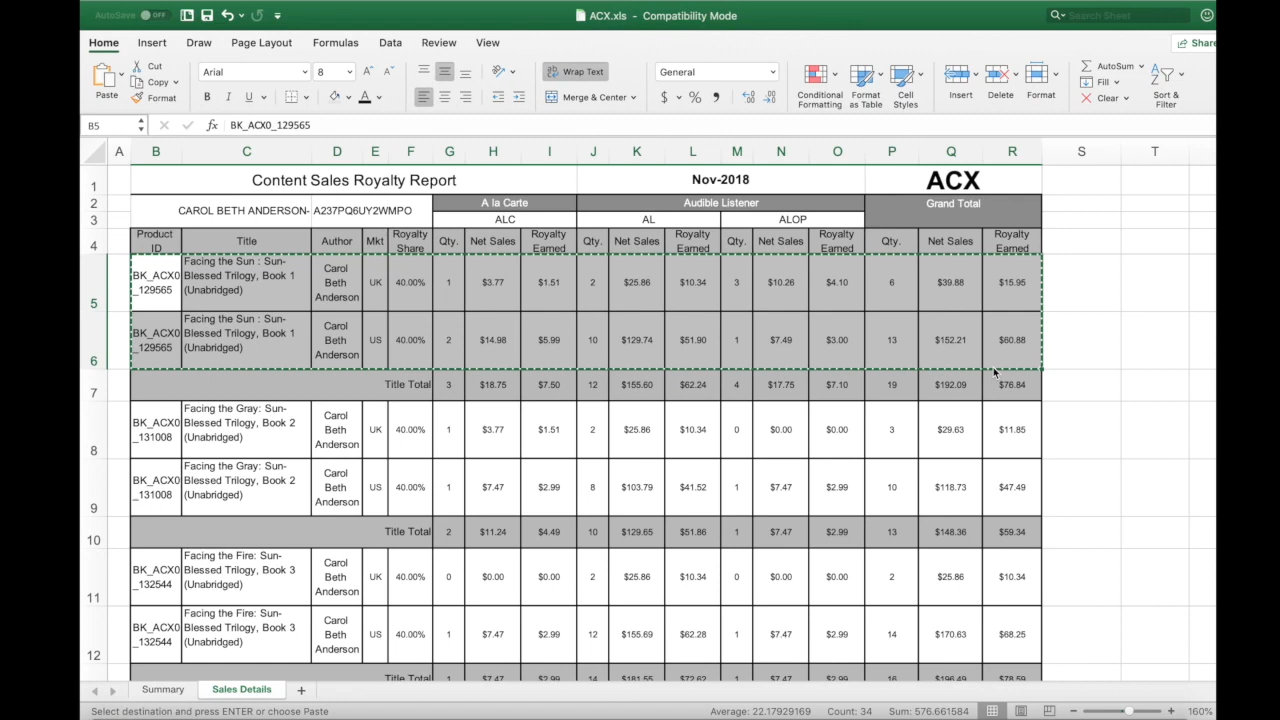 AutoSave OFF
ACX.xls - Compatibility Mode
Search Sheet
Home Insert Draw Page Layout Formulas Data Review View
Share
Paste
Cut
Copy
Format
Arial 8
B I U
A
Wrap Text
Merge & Center
General
$ %
Conditional Formatting
Format as Table
Cell Styles
Insert
Delete
Format
AutoSum
Fill
Clear
Sort & Filter
B5 fx BK_ACX0_129565
A B C D E F G H I J K L M N O P Q R S T
1 Content Sales Royalty Report Nov-2018 ACX
2 CAROL BETH ANDERSON- A237PQ6UY2WMPO A la Carte Audible Listener Grand Total
3 ALC AL ALOP
4 Product ID Title Author Mkt Royalty Share Qty. Net Sales Royalty Earned Qty. Net Sales Royalty Earned Qty. Net Sales Royalty Earned Qty. Net Sales Royalty Earned
5 BK_ACX0_129565 Facing the Sun : Sun-Blessed Trilogy, Book 1 (Unabridged) Carol Beth Anderson UK 40.00% 1 $3.77 $1.51 2 $25.86 $10.34 3 $10.26 $4.10 6 $39.88 $15.95
6 BK_ACX0_129565 Facing the Sun : Sun-Blessed Trilogy, Book 1 (Unabridged) Carol Beth Anderson US 40.00% 2 $14.98 $5.99 10 $129.74 $51.90 1 $7.49 $3.00 13 $152.21 $60.88
7 Title Total 3 $18.75 $7.50 12 $155.60 $62.24 4 $17.75 $7.10 19 $192.09 $76.84
8 BK_ACX0_131008 Facing the Gray: Sun-Blessed Trilogy, Book 2 (Unabridged) Carol Beth Anderson UK 40.00% 1 $3.77 $1.51 2 $25.86 $10.34 0 $0.00 $0.00 3 $29.63 $11.85
9 BK_ACX0_131008 Facing the Gray: Sun-Blessed Trilogy, Book 2 (Unabridged) Carol Beth Anderson US 40.00% 1 $7.47 $2.99 8 $103.79 $41.52 1 $7.47 $2.99 10 $118.73 $47.49
10 Title Total 2 $11.24 $4.49 10 $129.65 $51.86 1 $7.47 $2.99 13 $148.36 $59.34
11 BK_ACX0_132544 Facing the Fire: Sun-Blessed Trilogy, Book 3 (Unabridged) Carol Beth Anderson UK 40.00% 0 $0.00 $0.00 2 $25.86 $10.34 0 $0.00 $0.00 2 $25.86 $10.34
12 BK_ACX0_132544 Facing the Fire: Sun-Blessed Trilogy, Book 3 (Unabridged) Carol Beth Anderson US 40.00% 1 $7.47 $2.99 12 $155.69 $62.28 1 $7.47 $2.99 14 $170.63 $68.25
Title Total 1 $7.47 $2.99 14 $181.55 $72.62 1 $7.47 $2.99 16 $196.49 $78.59
Summary Sales Details +
Select destination and press ENTER or choose Paste Average: 22.17929169 Count: 34 Sum: 576.661584 160%